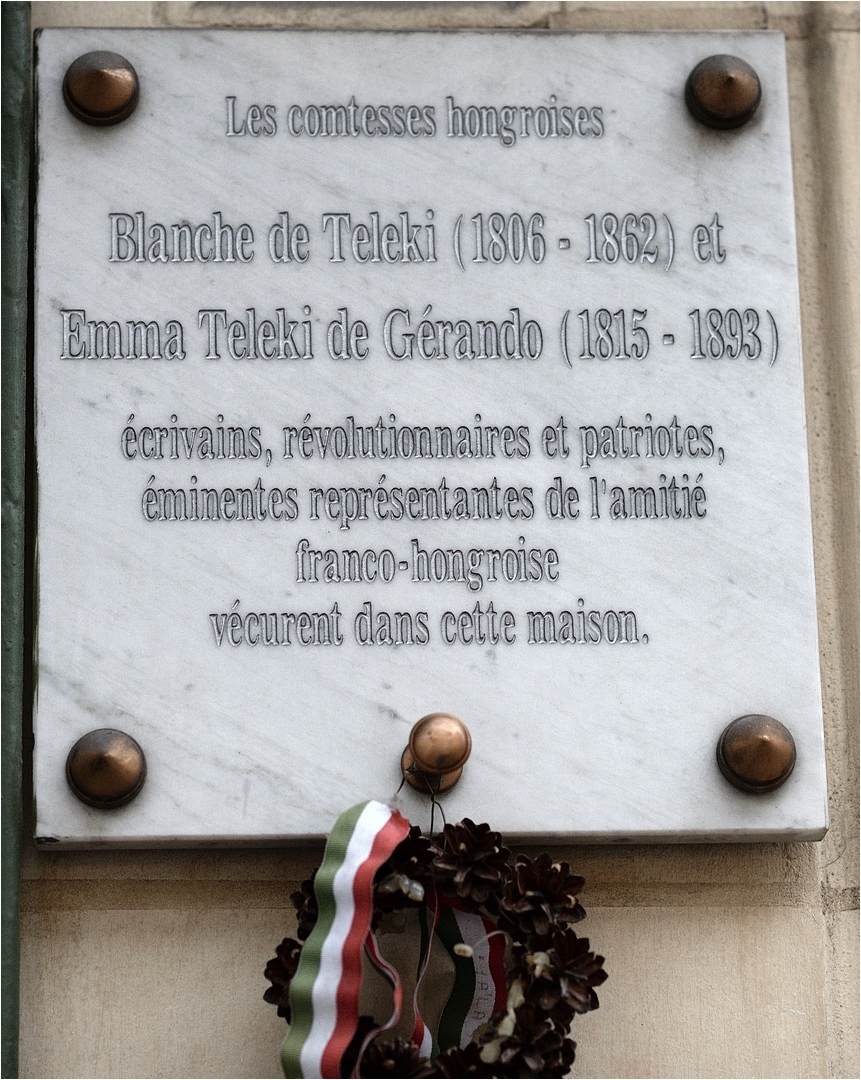 Les comtesses hongroises
Blanche de Teleki (1806 - 1862) et
Emma Teleki de Gérando (1815 - 1893)
écrivains, révolutionnaires et patriotes,
éminentes représentantes de l'amitié
franco-hongroise
vécurent dans cette maison.